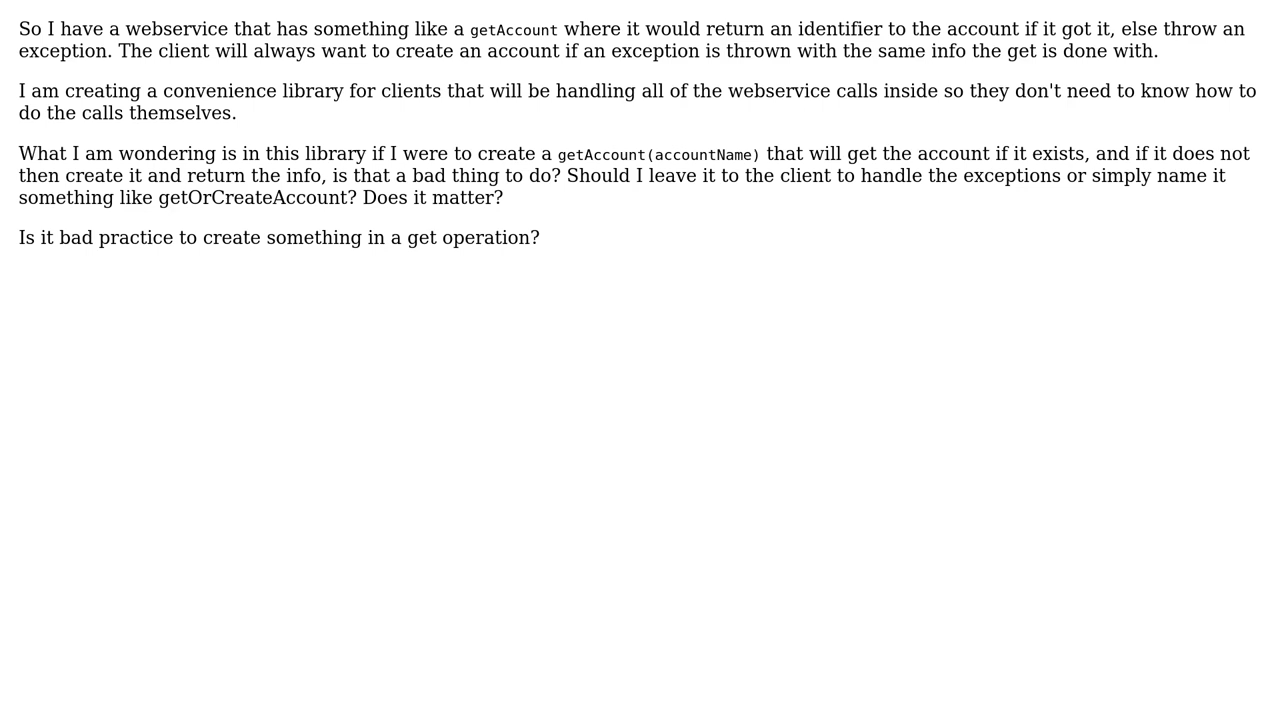 So I have a webservice that has something like a getAccount where it would return an identifier to the account if it got it, else throw an
exception. The client will always want to create an account if an exception is thrown with the same info the get is done with.
I am creating a convenience library for clients that will be handling all of the webservice calls inside so they don't need to know how to
do the calls themselves.
What I am wondering is in this library if I were to create a getAccount(accountName) that will get the account if it exists, and if it does not
then create it and return the info, is that a bad thing to do? Should I leave it to the client to handle the exceptions or simply name it
something like getOrCreateAccount? Does it matter?
Is it bad practice to create something in a get operation?